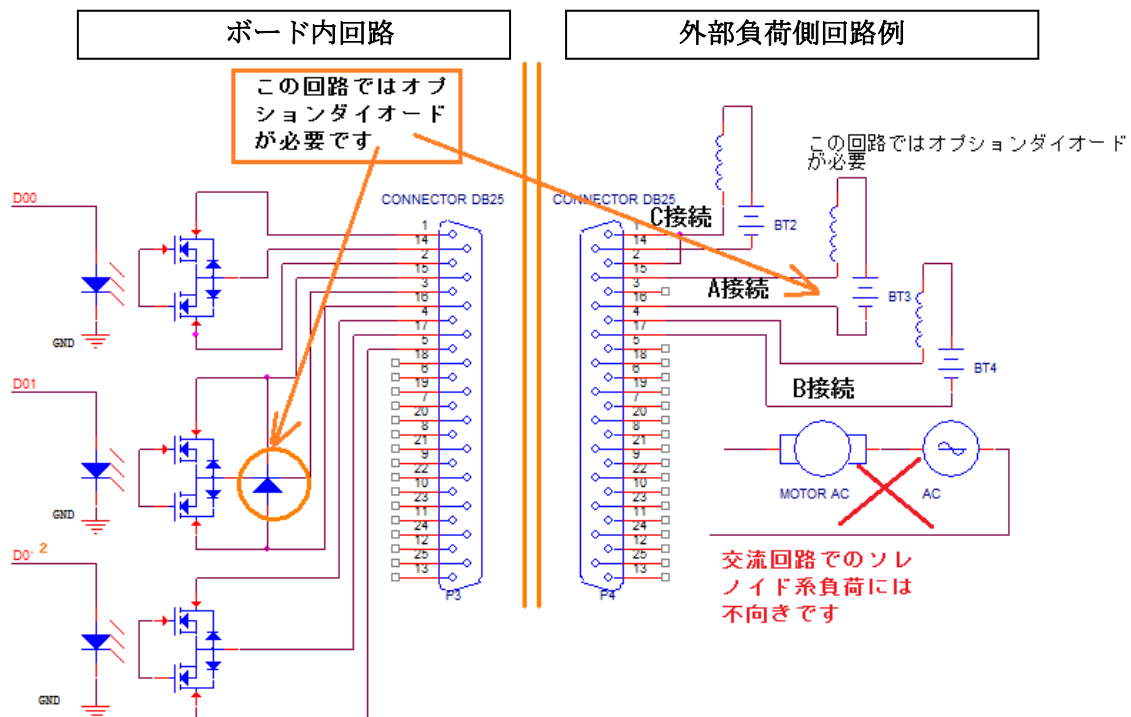 ボード内回路
外部負荷側回路例
この回路ではオプ
ションダイオード
が必要です
この回路ではオプションダイオード
が必要
D00
GND
D01
GND
D0' 2
GND
CONNECTOR DB25
1
14
2
15
3
16
4
17
5
18
6
19
7
20
8
21
9
22
10
23
11
24
12
25
13
P3
CONNECTOR DB25
1
14
2
15
3
16
4
17
5
18
6
19
7
20
8
21
9
22
10
23
11
24
12
25
13
P4
C接続
BT2
A接続
BT3
B接続
BT4
MOTOR AC
AC
交流回路でのソレ
ノイド系負荷には
不向きです